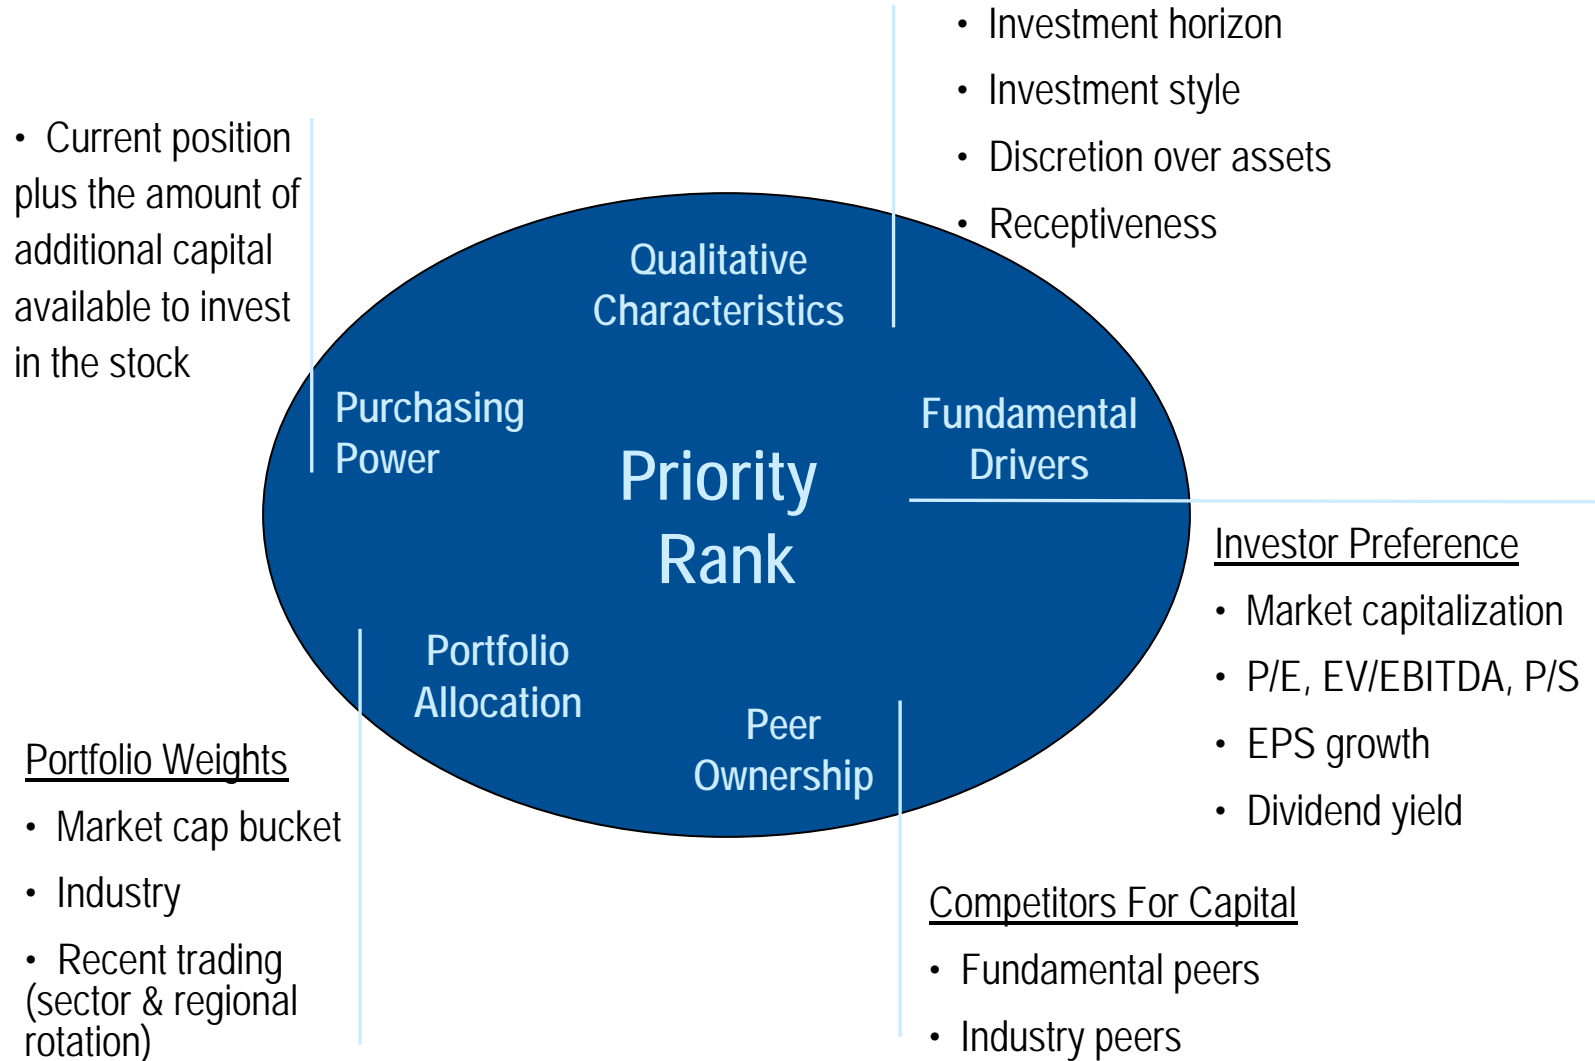 • Investment horizon
• Investment style
• Discretion over assets
• Receptiveness
• Current position
plus the amount of
additional capital
available to invest
in the stock
Qualitative
Characteristics
Purchasing
Power
Fundamental
Drivers
Priority
Rank
Investor Preference
• Market capitalization
• P/E, EV/EBITDA, P/S
• EPS growth
• Dividend yield
Portfolio
Allocation
Peer
Ownership
Portfolio Weights
• Market cap bucket
• Industry
• Recent trading
(sector & regional
rotation)
Competitors For Capital
• Fundamental peers
• Industry peers